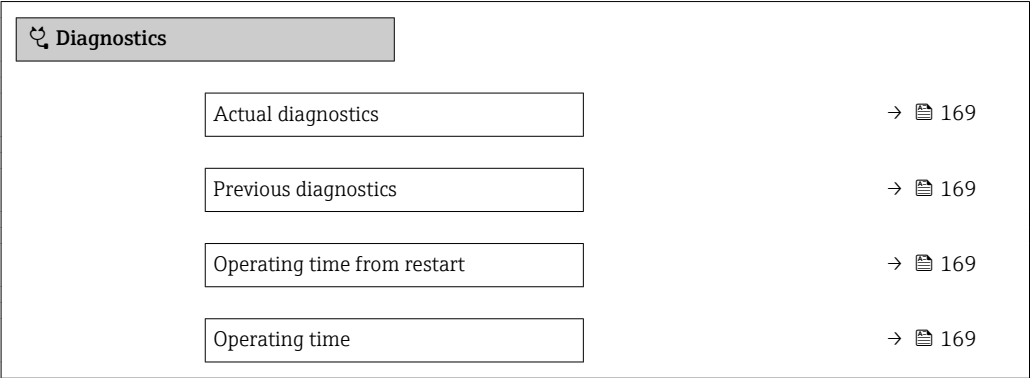 Diagnostics
Actual diagnostics → 169
Previous diagnostics → 169
Operating time from restart → 169
Operating time → 169